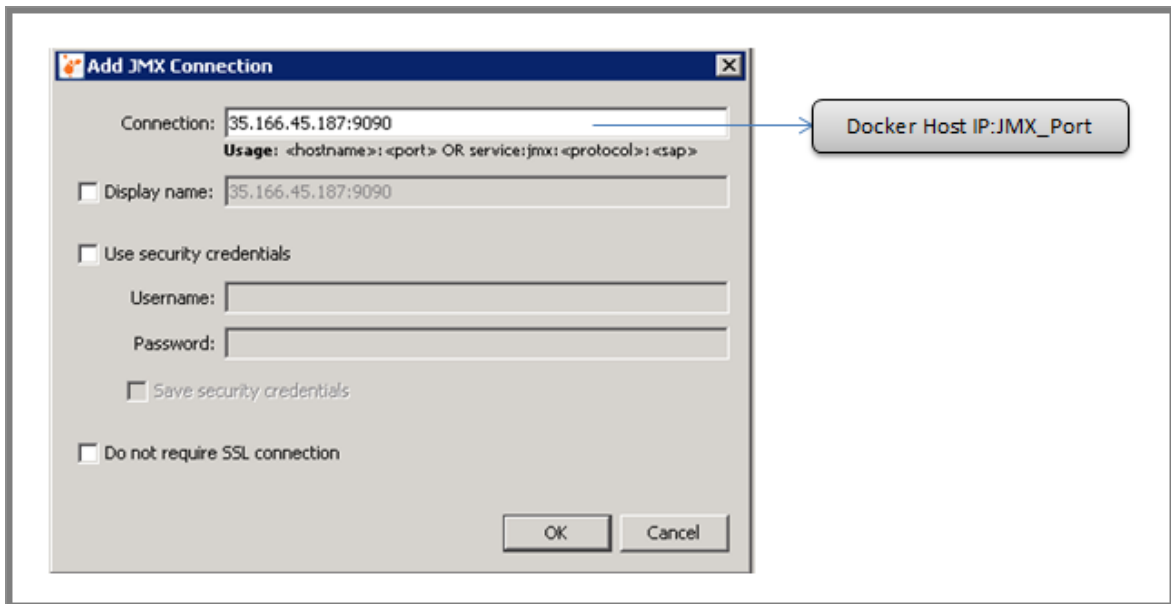 Add JMX Connection
Connection: 35.166.45.187:9090
Docker Host IP:JMX_Port
Usage: <hostname>:<port> OR service:jmx:<protocol>:<sap>
Display name: 35.166.45.187:9090
Use security credentials
Username:
Password:
Save security credentials
Do not require SSL connection
OK Cancel